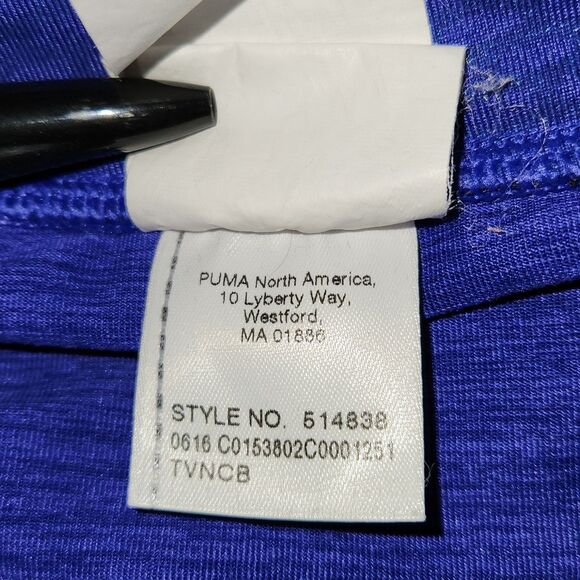 PUMA North America,
10 Lyberty Way,
Westford,
MA 01886
STYLE NO. 514838
0616 C0153802C0001251
TVNCB